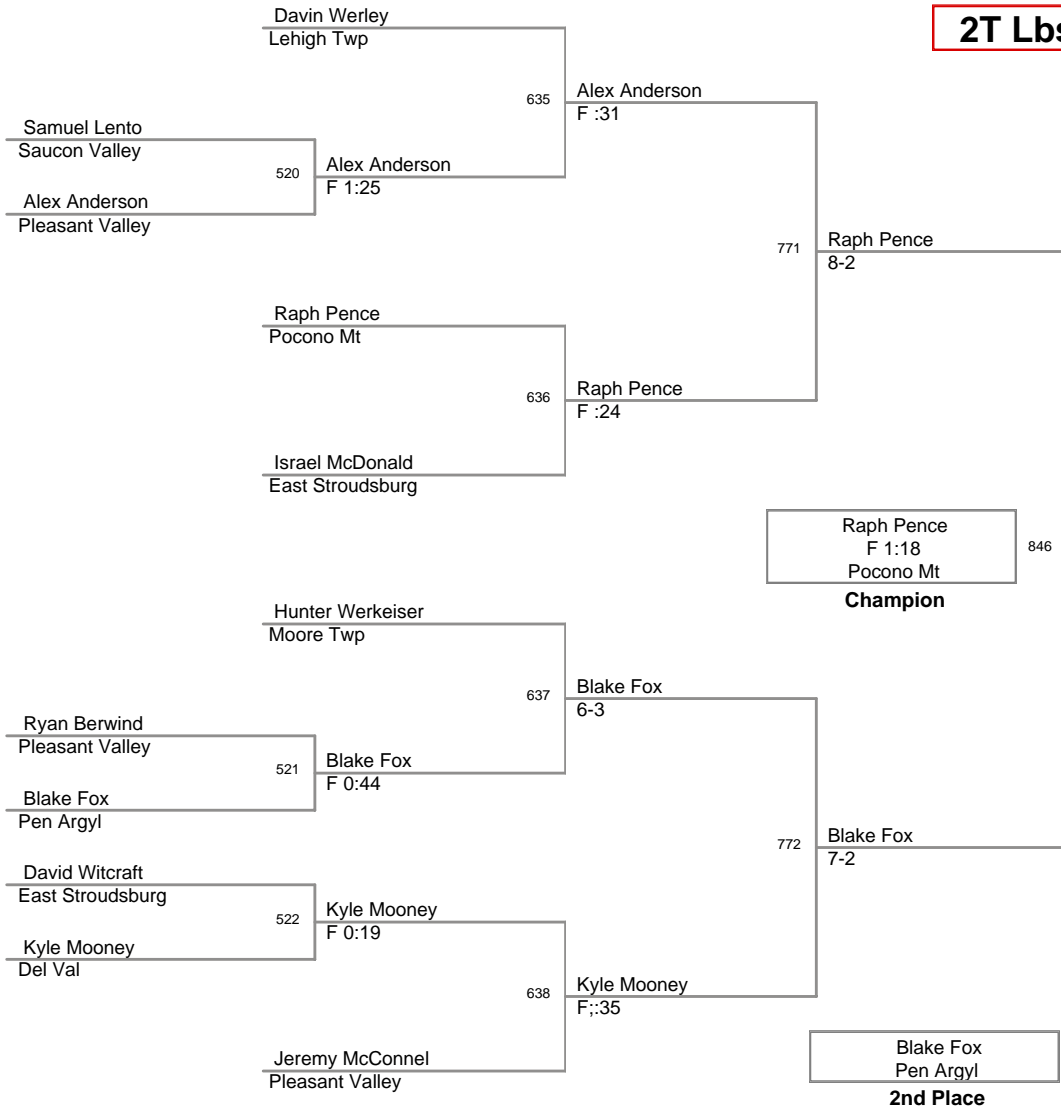 Davin Werley
Lehigh Twp
2T Lbs
635
Alex Anderson
F :31
Samuel Lento
Saucon Valley
520
Alex Anderson
F 1:25
Alex Anderson
Pleasant Valley
771
Raph Pence
8-2
Raph Pence
Pocono Mt
636
Raph Pence
F :24
Israel McDonald
East Stroudsburg
Raph Pence
F 1:18
Pocono Mt
846
Champion
Hunter Werkeiser
Moore Twp
637
Blake Fox
6-3
Ryan Berwind
Pleasant Valley
521
Blake Fox
F 0:44
Blake Fox
Pen Argyl
772
Blake Fox
7-2
David Witcraft
East Stroudsburg
522
Kyle Mooney
F 0:19
Kyle Mooney
Del Val
638
Kyle Mooney
F;:35
Jeremy McConnel
Pleasant Valley
Blake Fox
Pen Argyl
2nd Place